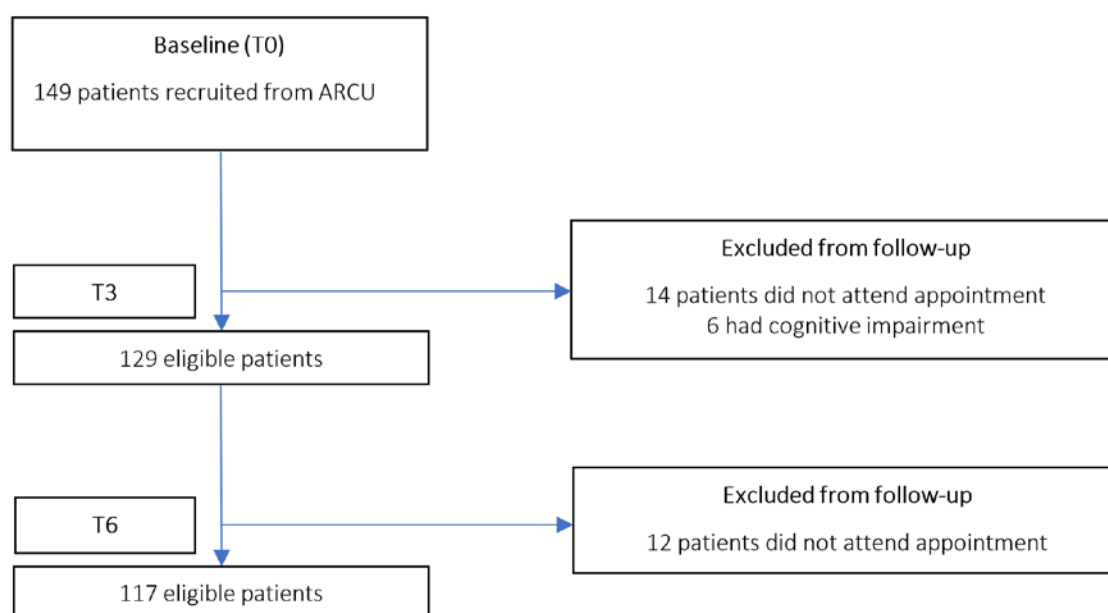 Baseline (T0)
149 patients recruited from ARCU
Excluded from follow-up
14 patients did not attend appointment
6 had cognitive impairment
T3
129 eligible patients
Excluded from follow-up
12 patients did not attend appointment
T6
117 eligible patients